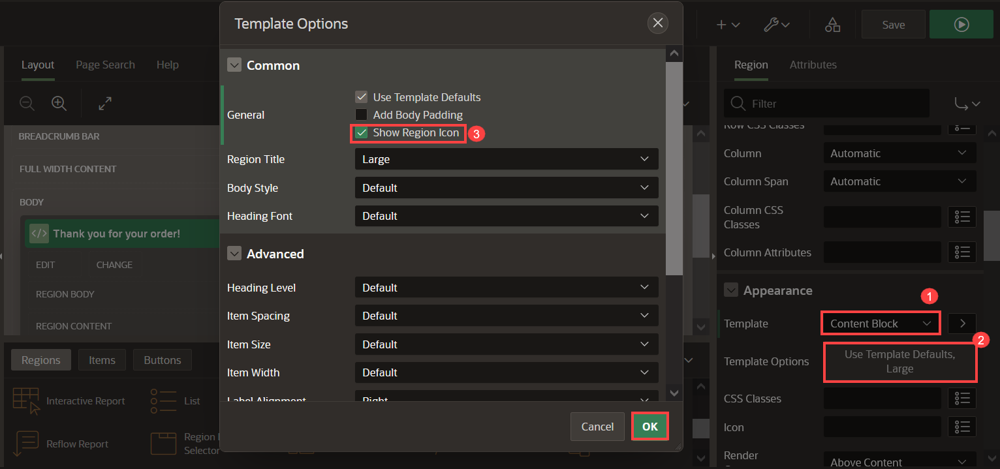 Template Options
Save
Layout
Page Search
Help
BREADCRUMB BAR
FULL WIDTH CONTENT
BODY
</> Thank you for your order!
EDIT
CHANGE
REGION BODY
REGION CONTENT
Regions
Items
Buttons
Interactive Report
List
Reflow Report
Region
Selector
Common
General
Use Template Defaults
Add Body Padding
Show Region Icon
3
Region Title
Large
Body Style
Default
Heading Font
Default
Advanced
Heading Level
Default
Item Spacing
Default
Item Size
Default
Item Width
Default
Label Alignment
Right
Cancel
OK
Region
Attributes
Filter
Row CSS Classes
Column
Automatic
Column Span
Automatic
Column CSS
Classes
Column Attributes
Appearance
1
Template
Content Block
2
Template Options
Use Template Defaults,
Large
CSS Classes
Icon
Render
Above Content